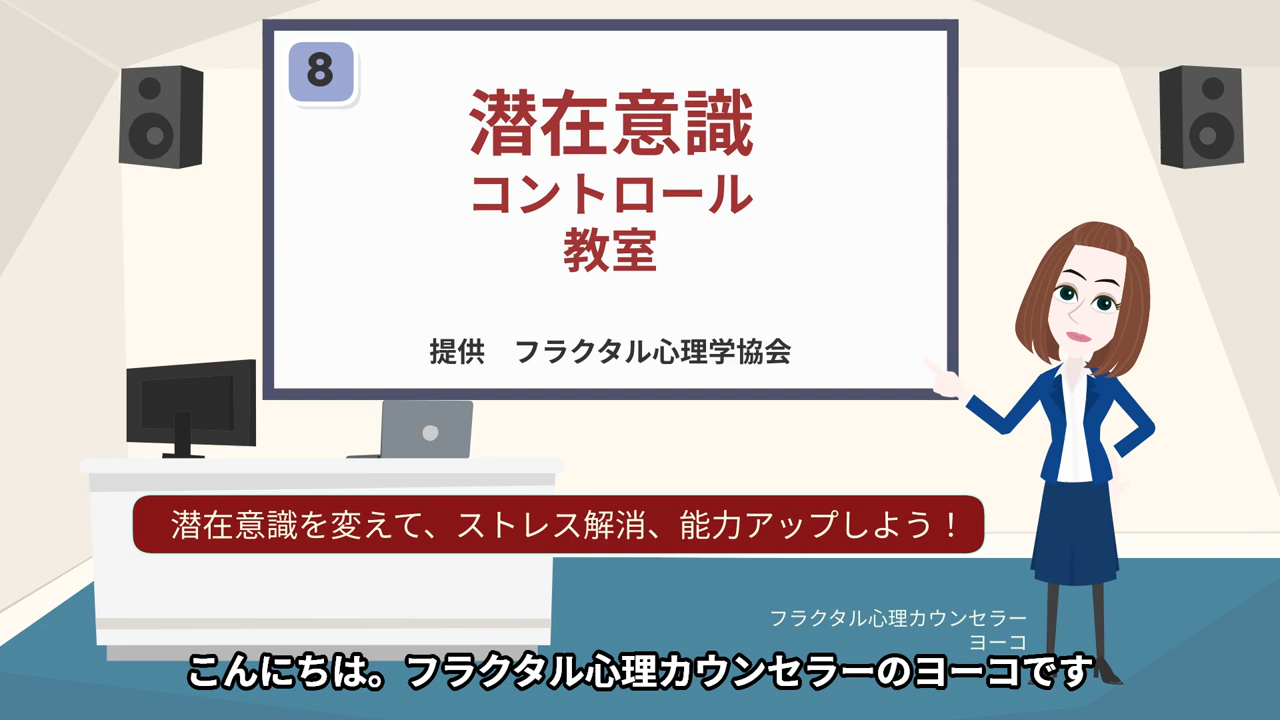 8
潜在意識
コントロール
教室
提供　フラクタル心理学協会
潜在意識を変えて、ストレス解消、能力アップしよう！
フラクタル心理カウンセラー
ヨーコ
こんにちは。フラクタル心理カウンセラーのヨーコです